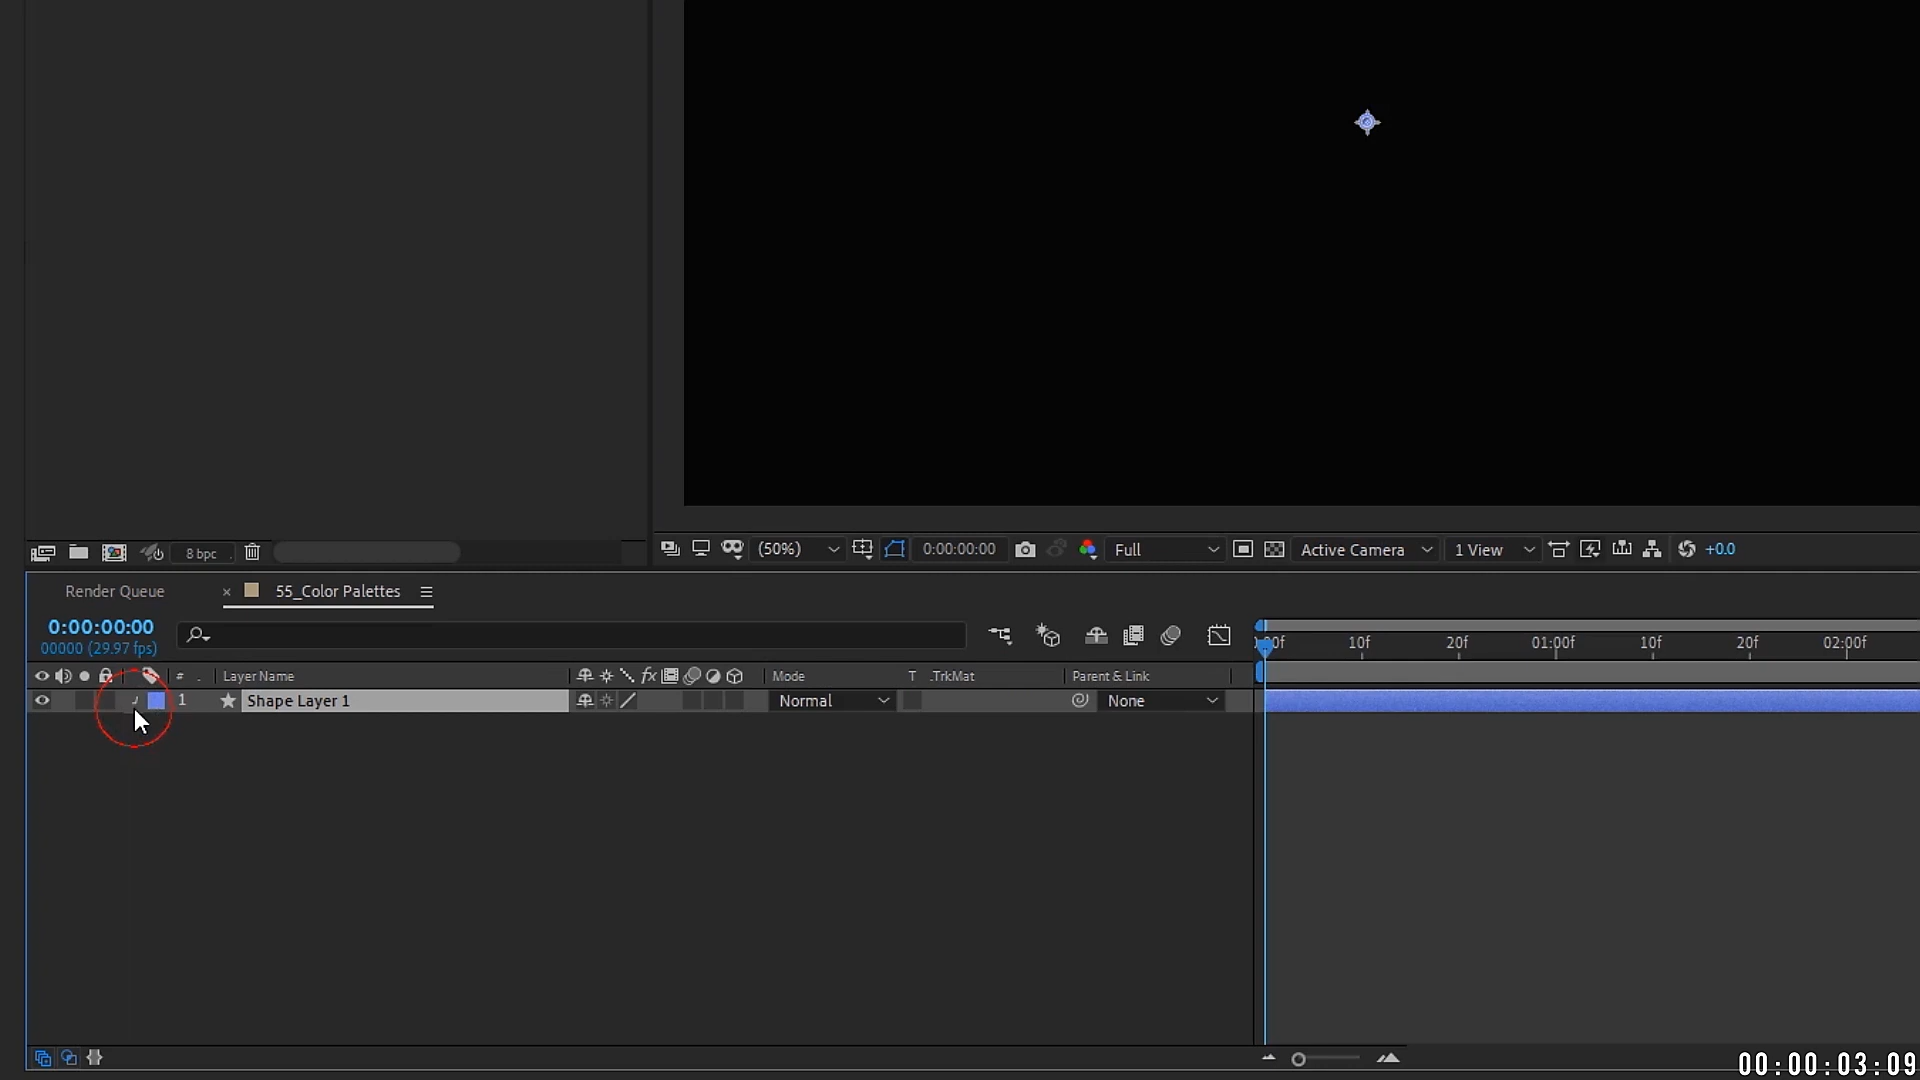 8 bpc
(50%) 0:00:00:00 Full Active Camera 1 View +0.0
Render Queue × 55_Color Palettes
0:00:00:00
00000 (29.97 fps)
10f 20f 01:00f 10f 20f 02:00f
# . Layer Name fx Mode T .TrkMat Parent & Link
1 Shape Layer 1 Normal None
00:00:03:09